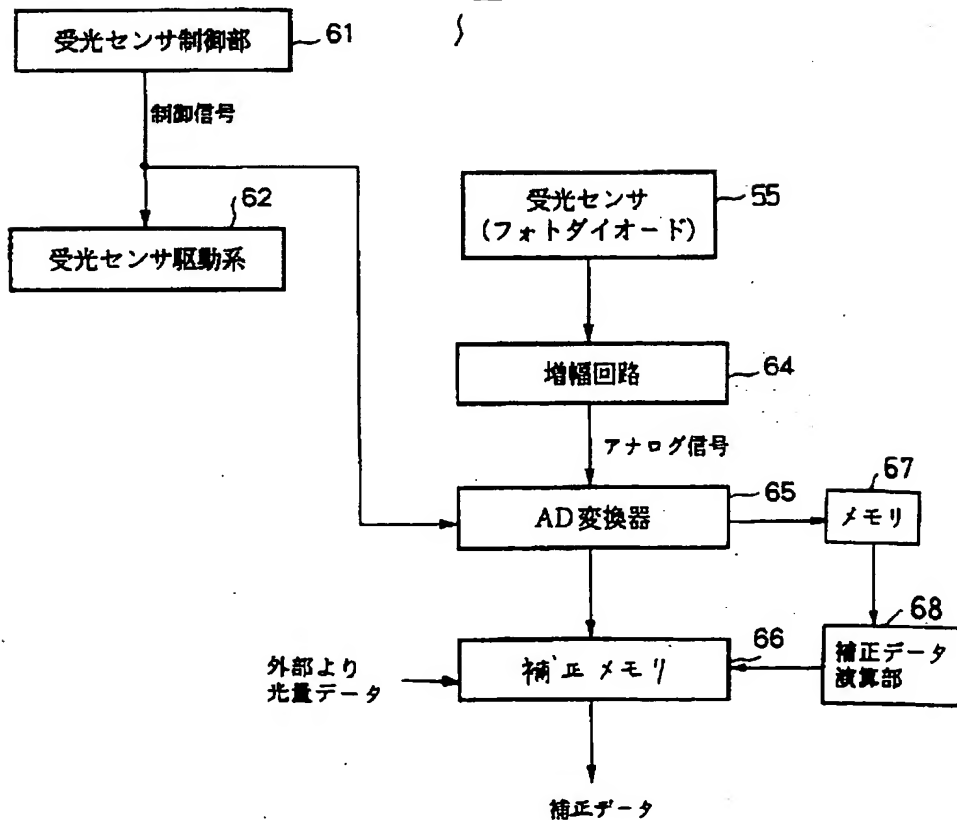 受光センサ制御部
61
制御信号
62
受光センサ駆動系
受光センサ
(フォトダイオード)
55
増幅回路
64
アナログ信号
AD変換器
65
67
メモリ
68
補正データ
演算部
66
補正メモリ
外部より
光量データ
補正データ